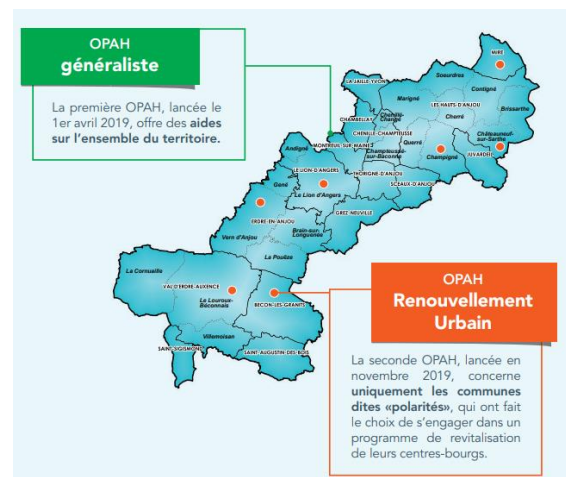 OPAH
généraliste
La première OPAH, lancée le
1er avril 2019, offre des aides
sur l'ensemble du territoire.
MIRÉ
LA JAILLE-YVON
Soeurdres
Contigné
Marigné
LES HAUTS-D'ANJOU
Brissarthe
CHAMBELLAY
Chenillé-
Changé
Cherré
CHENILLE-CHAMPTEUSSÉ
Châteauneuf-
sur-Sarthe
MONTREUIL-SUR-MAINE
Querré
Andigné
Champteussé-
sur-Baconne
Champigné
JUVARDEIL
LE LION-D'ANGERS
THORIGNÉ-D'ANJOU
SCEAUX-D'ANJOU
Gené
Le Lion d'Angers
GREZ-NEUVILLE
ERDRE-EN-ANJOU
Brain-sur-
Longuenée
Vern d'Anjou
La Pouëze
La Cornuaille
VAL D'ERDRE-AUXENCE
Le Louroux-
Béconnais
BÉCON-LES-GRANITS
Villemoisan
SAINT-SIGISMOND
SAINT-AUGUSTIN-DES-BOIS
OPAH
Renouvellement
Urbain
La seconde OPAH, lancée en
novembre 2019, concerne
uniquement les communes
dites «polarités», qui ont fait
le choix de s'engager dans un
programme de revitalisation
de leurs centres-bourgs.